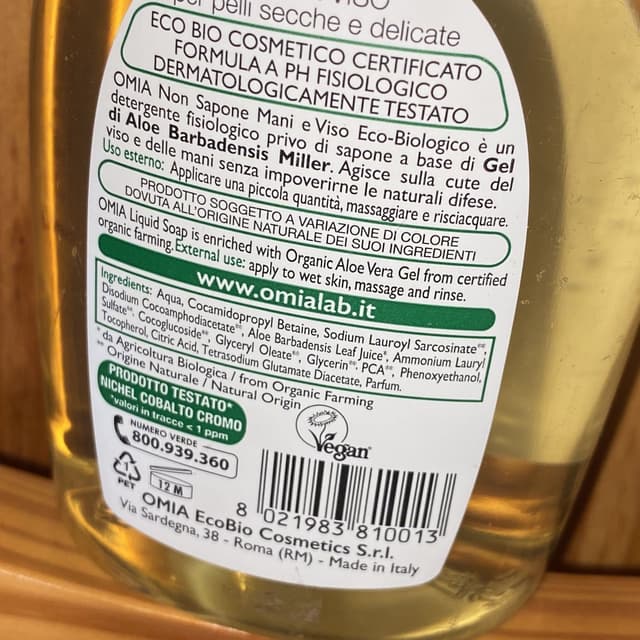 VISO
per pelli secche e delicate
ECO BIO COSMETICO CERTIFICATO
FORMULA A PH FISIOLOGICO
DERMATOLOGICAMENTE TESTATO
OMIA Non Sapone Mani e Viso Eco-Biologico è un
detergente fisiologico privo di sapone a base di Gel
di Aloe Barbadensis Miller. Agisce sulla cute del
viso e delle mani senza impoverirne le naturali difese.
Uso esterno: Applicare una piccola quantità, massaggiare e risciacquare.
PRODOTTO SOGGETTO A VARIAZIONE DI COLORE
DOVUTA ALL'ORIGINE NATURALE DEI SUOI INGREDIENTI
OMIA Liquid Soap is enriched with Organic Aloe Vera Gel from certified
organic farming. External use: apply to wet skin, massage and rinse.
www.omialab.it
Ingredients: Aqua, Cocamidopropyl Betaine, Sodium Lauroyl Sarcosinate**,
Disodium Cocoamphodiacetate**, Aloe Barbadensis Leaf Juice*, Ammonium Lauryl
Sulfate**, Cocoglucoside**, Glyceryl Oleate**, Glycerin**, PCA**, Phenoxyethanol,
Tocopherol, Citric Acid, Tetrasodium Glutamate Diacetate, Parfum.
* da Agricoltura Biologica / from Organic Farming
** Origine Naturale / Natural Origin
PRODOTTO TESTATO*
NICHEL COBALTO CROMO
*valori in tracce < 1 ppm
Vegan
NUMERO VERDE
800.939.360
PET
12 M
8 021983 810013
OMIA EcoBio Cosmetics S.r.l.
Via Sardegna, 38 - Roma (RM) - Made in Italy